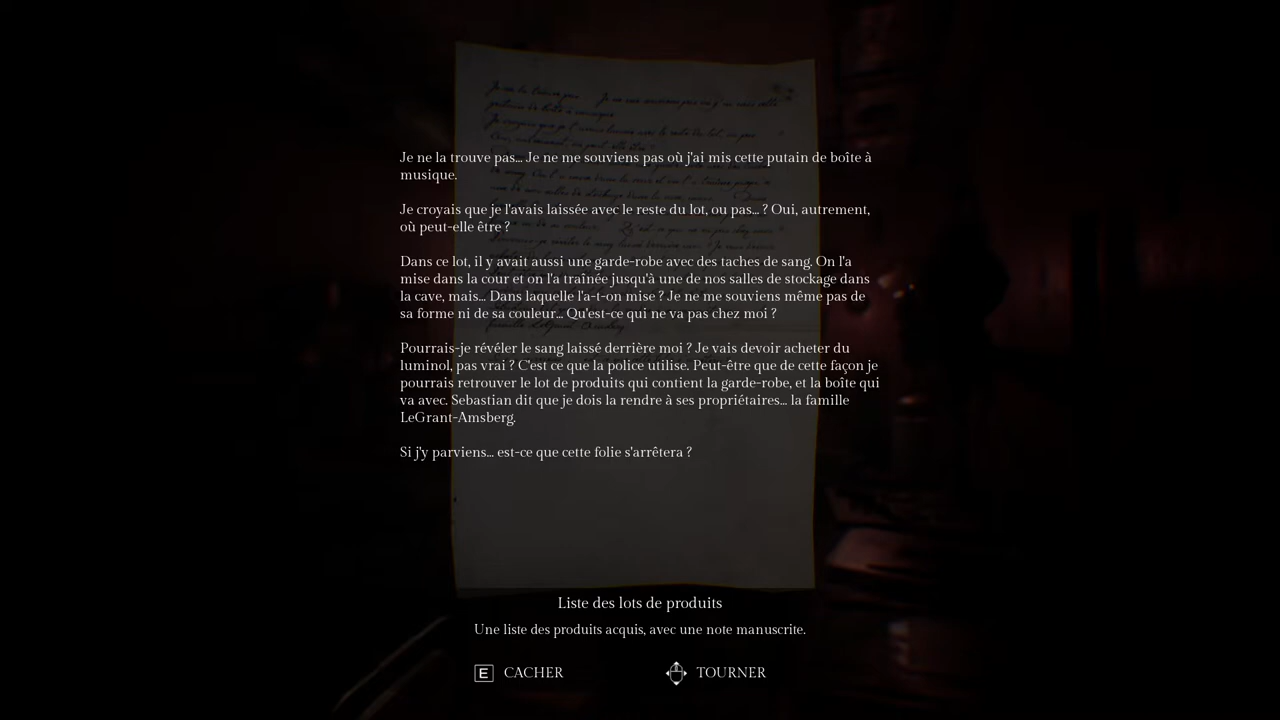 Je ne la trouve pas... Je ne me souviens pas où j'ai mis cette putain de boîte à
musique.
Je croyais que je l'avais laissée avec le reste du lot, ou pas... ? Oui, autrement,
où peut-elle être ?
Dans ce lot, il y avait aussi une garde-robe avec des taches de sang. On l'a
mise dans la cour et on l'a traînée jusqu'à une de nos salles de stockage dans
la cave, mais... Dans laquelle l'a-t-on mise ? Je ne me souviens même pas de
sa forme ni de sa couleur... Qu'est-ce qui ne va pas chez moi ?
Pourrais-je révéler le sang laissé derrière moi ? Je vais devoir acheter du
luminol, pas vrai ? C'est ce que la police utilise. Peut-être que de cette façon je
pourrais retrouver le lot de produits qui contient la garde-robe, et la boîte qui
va avec. Sebastian dit que je dois la rendre à ses propriétaires... la famille
LeGrant-Amsberg.
Si j'y parviens... est-ce que cette folie s'arrêtera ?
Liste des lots de produits
Une liste des produits acquis, avec une note manuscrite.
E CACHER TOURNER